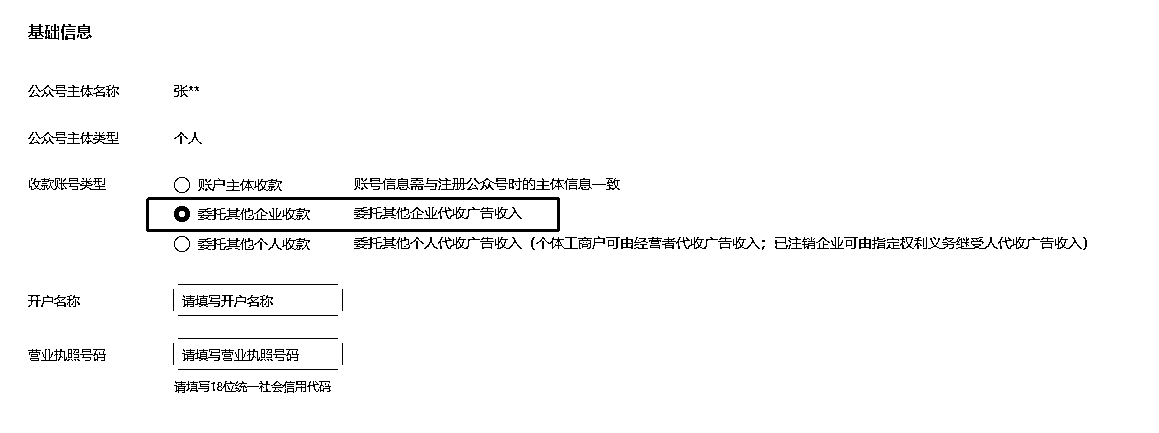 基础信息
公众号主体名称 张**
公众号主体类型 个人
收款账号类型 账户主体收款 账号信息需与注册公众号时的主体信息一致
委托其他企业收款 委托其他企业代收广告收入
委托其他个人收款 委托其他个人代收广告收入（个体工商户可由经营者代收广告收入；已注销企业可由指定权利义务继受人代收广告收入）
开户名称 请填写开户名称
营业执照号码 请填写营业执照号码
请填写18位统一社会信用代码